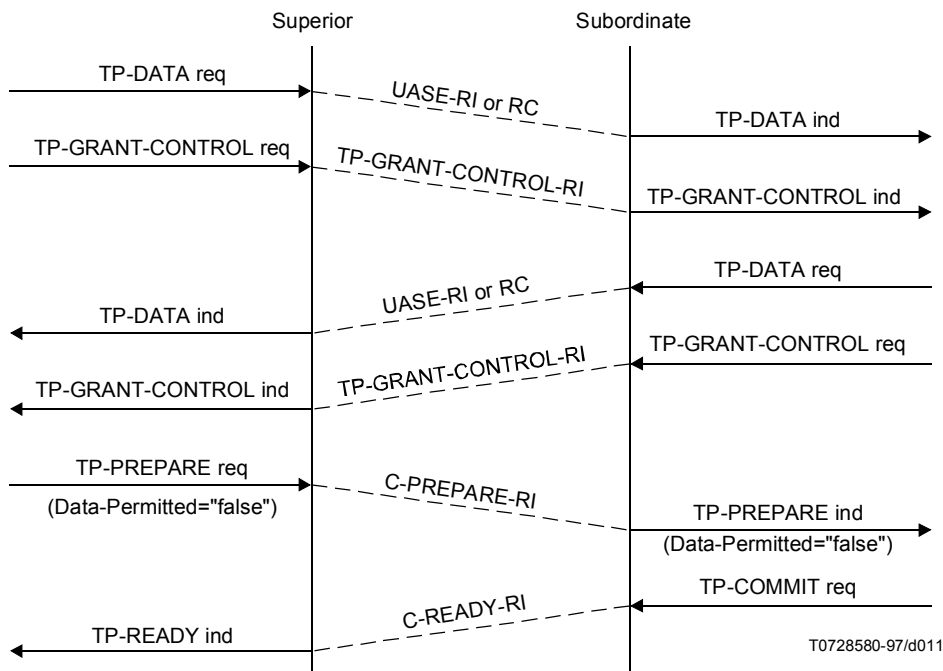 Superior
Subordinate
TP-DATA req
UASE-RI or RC
TP-DATA ind
TP-GRANT-CONTROL req
TP-GRANT-CONTROL-RI
TP-GRANT-CONTROL ind
TP-DATA req
UASE-RI or RC
TP-DATA ind
TP-GRANT-CONTROL req
TP-GRANT-CONTROL-RI
TP-GRANT-CONTROL ind
TP-PREPARE req
(Data-Permitted="false")
C-PREPARE-RI
TP-PREPARE ind
(Data-Permitted="false")
TP-COMMIT req
C-READY-RI
TP-READY ind
T0728580-97/d011